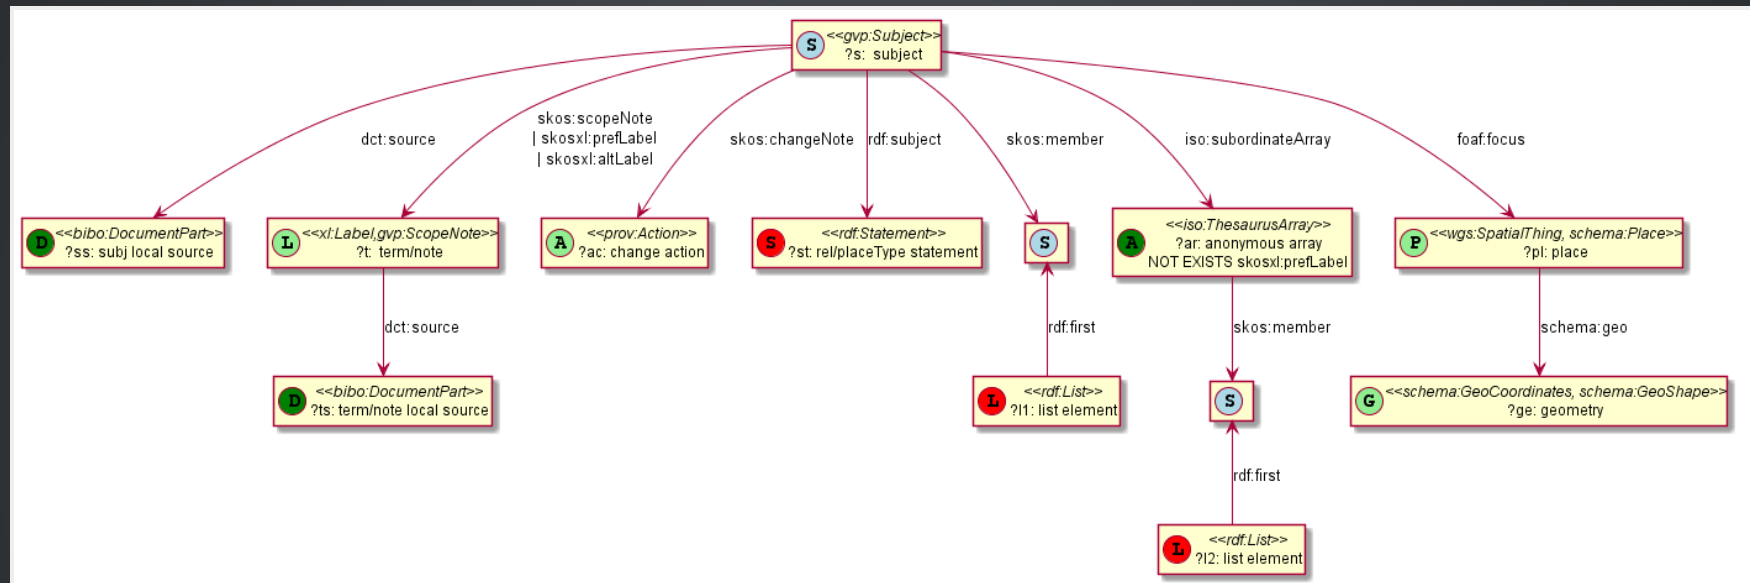 S <<gvp:Subject>>
?s: subject
dct:source
skos:scopeNote
| skosxl:prefLabel
| skosxl:altLabel
skos:changeNote
rdf:subject
skos:member
iso:subordinateArray
foaf:focus
D <<bibo:DocumentPart>>
?ss: subj local source
L <<xl:Label,gvp:ScopeNote>>
?t: term/note
A <<prov:Action>>
?ac: change action
S <<rdf:Statement>>
?st: rel/placeType statement
S
A <<iso:ThesaurusArray>>
?ar: anonymous array
NOT EXISTS skosxl:prefLabel
P <<wgs:SpatialThing, schema:Place>>
?pl: place
dct:source
rdf:first
skos:member
schema:geo
D <<bibo:DocumentPart>>
?ts: term/note local source
L <<rdf:List>>
?l1: list element
S
G <<schema:GeoCoordinates, schema:GeoShape>>
?ge: geometry
rdf:first
L <<rdf:List>>
?l2: list element